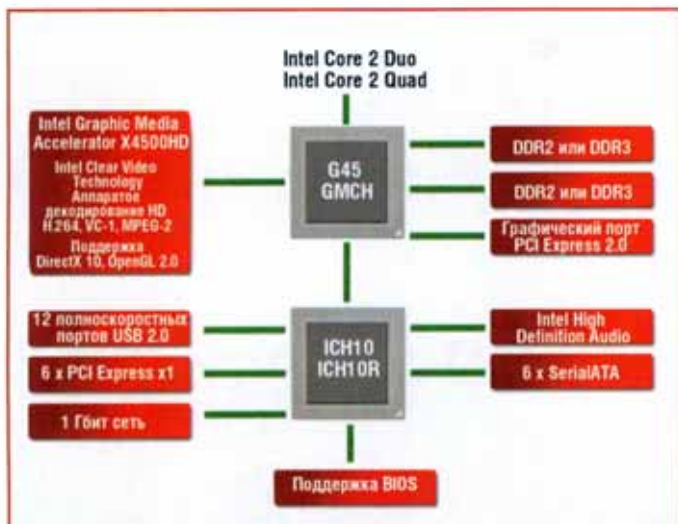 Intel Core 2 Duo
Intel Core 2 Quad
Intel Graphic Media
Accelerator X4500HD
Intel Clear Video
Technology
Аппаратое
декодирование HD
H.264, VC-1, MPEG-2
Поддержка
DirectX 10, OpenGL 2.0
G45
GMCH
DDR2 или DDR3
DDR2 или DDR3
Графический порт
PCI Express 2.0
12 полноскоростных
портов USB 2.0
6 x PCI Express x1
1 Гбит сеть
ICH10
ICH10R
Intel High
Definition Audio
6 x SerialATA
Поддержка BIOS